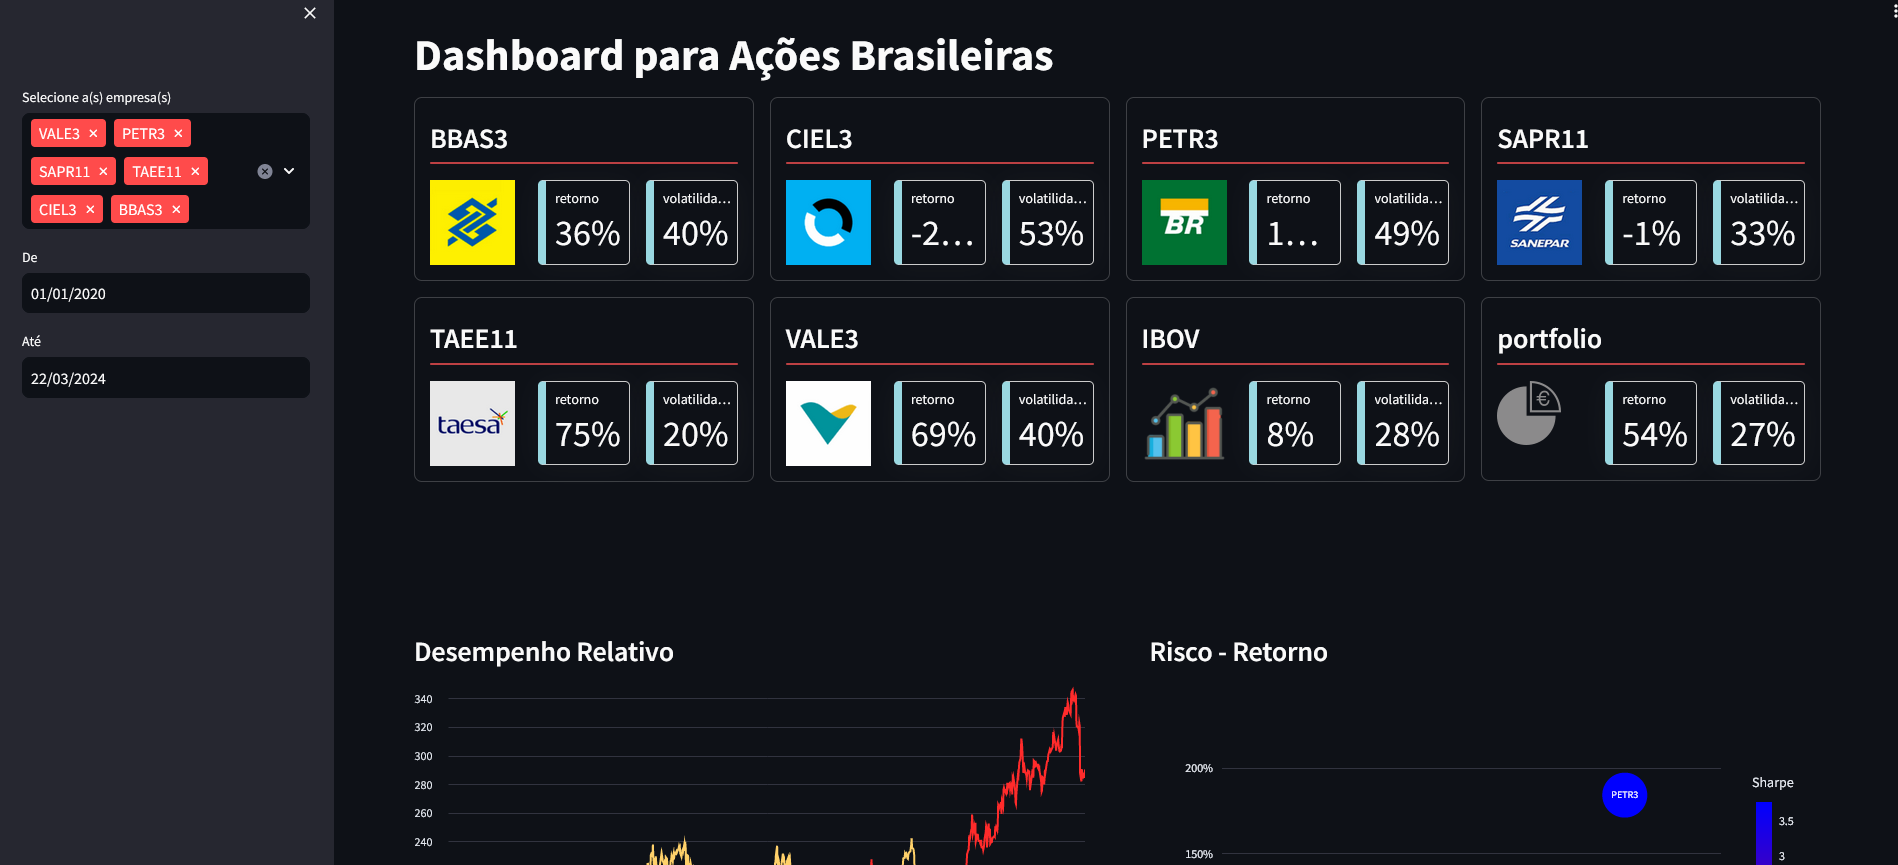 Dashboard para Ações Brasileiras
Selecione a(s) empresa(s)
VALE3 PETR3
SAPR11 TAEE11
CIEL3 BBAS3
De
01/01/2020
Até
22/03/2024
BBAS3
retorno volatilida...
36% 40%
CIEL3
retorno volatilida...
-2... 53%
PETR3
BR
retorno volatilida...
1... 49%
SAPR11
SANEPAR
retorno volatilida...
-1% 33%
TAEE11
taesa
retorno volatilida...
75% 20%
VALE3
retorno volatilida...
69% 40%
IBOV
retorno volatilida...
8% 28%
portfolio
€
retorno volatilida...
54% 27%
Desempenho Relativo
340
320
300
280
260
240
Risco - Retorno
200%
150%
PETR3
Sharpe
3.5
3